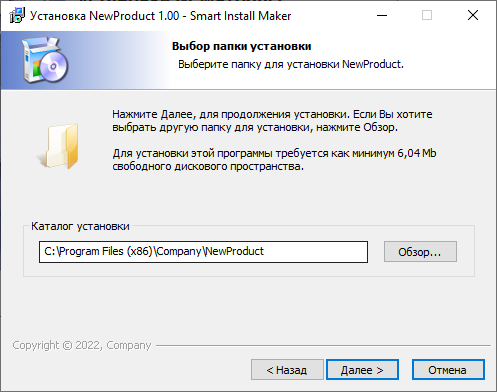 Установка NewProduct 1.00 - Smart Install Maker
Выбор папки установки
Выберите папку для установки NewProduct.
Нажмите Далее, для продолжения установки. Если Вы хотите
выбрать другую папку для установки, нажмите Обзор.
Для установки этой программы требуется как минимум 6,04 Mb
свободного дискового пространства.
Каталог установки
C:\Program Files (x86)\Company\NewProduct
Обзор...
Copyright © 2022, Company
< Назад
Далее >
Отмена